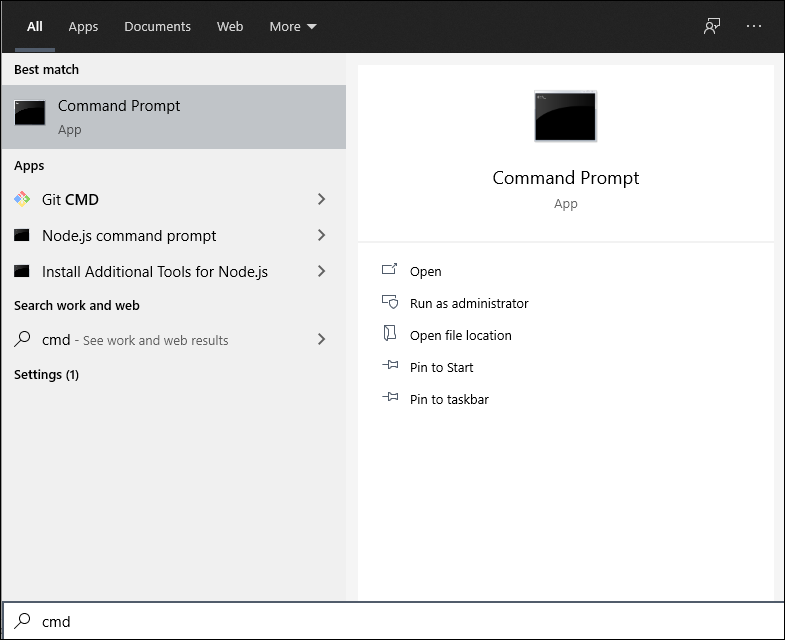 All Apps Documents Web More ...
Best match
Command Prompt
App
Apps
Git CMD
Node.js command prompt
Install Additional Tools for Node.js
Search work and web
cmd - See work and web results
Settings (1)
Command Prompt
App
Open
Run as administrator
Open file location
Pin to Start
Pin to taskbar
cmd